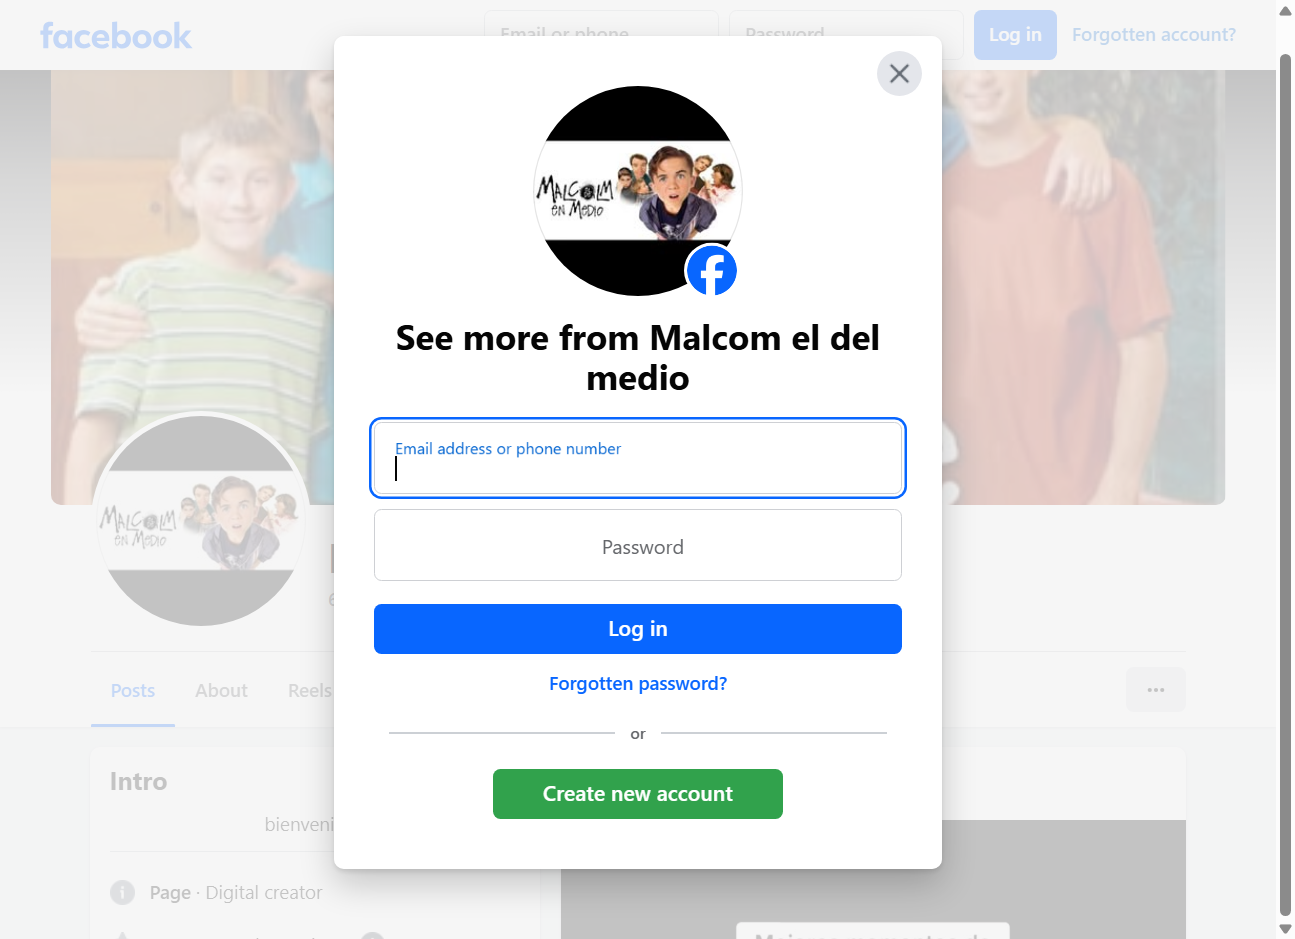 facebook
Email or phone
Password
Log in
Forgotten account?
MALCOLM
EN MEDIO
See more from Malcom el del
medio
Email address or phone number
Password
Log in
Forgotten password?
or
Create new account
MALCOLM
EN MEDIO
Posts
About
Reels
Intro
bienveni
Page · Digital creator